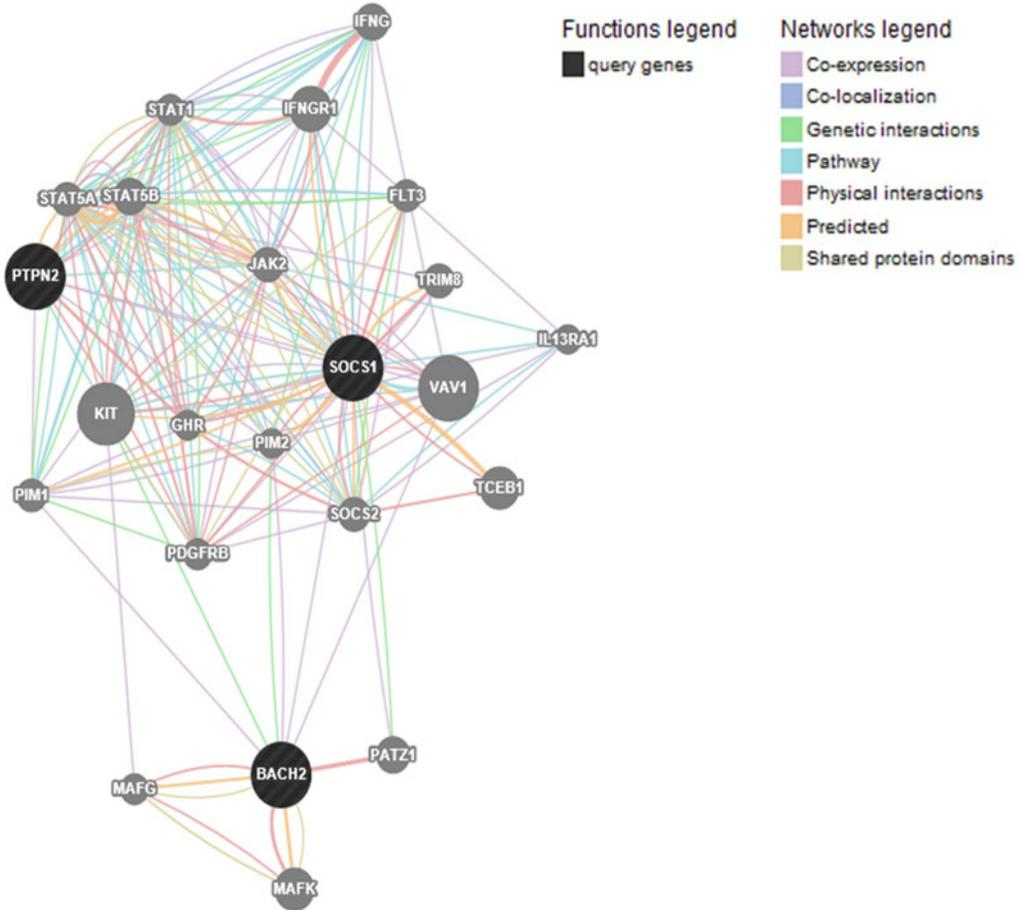 IFNG
Functions legend
query genes
Networks legend
Co-expression
Co-localization
Genetic interactions
Pathway
Physical interactions
Predicted
Shared protein domains
STAT1
IFNGR1
STAT5A
STAT5B
FLT3
PTPN2
JAK2
TRIM8
IL13RA1
SOCS1
VAV1
KIT
GHR
PIM2
PIM1
TCEB1
SOCS2
PDGFRB
PATZ1
BACH2
MAFG
MAFK